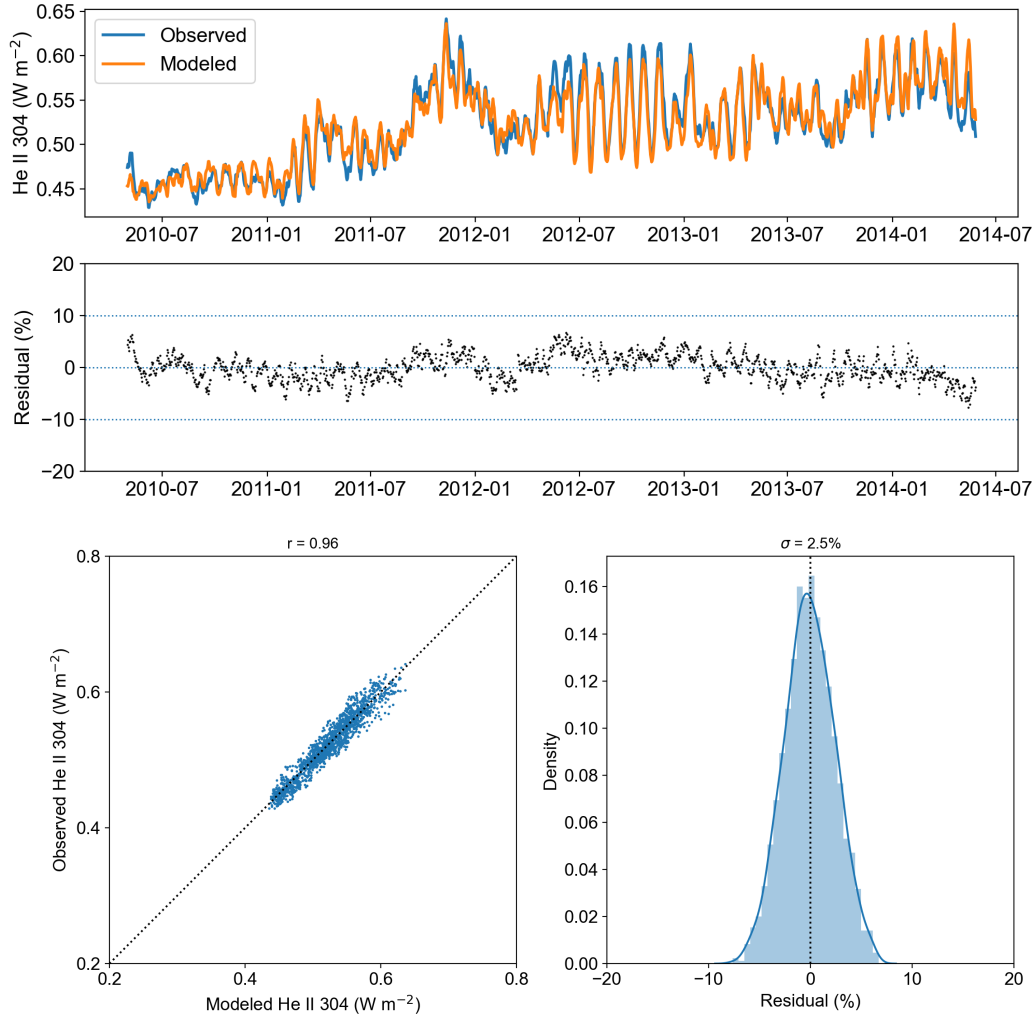 He II 304 (W m−2)
0.65
0.60
0.55
0.50
0.45
Observed
Modeled
2010-07 2011-01 2011-07 2012-01 2012-07 2013-01 2013-07 2014-01 2014-07
Residual (%)
20
10
0
−10
−20
2010-07 2011-01 2011-07 2012-01 2012-07 2013-01 2013-07 2014-01 2014-07
r = 0.96
Observed He II 304 (W m−2)
0.8
0.6
0.4
0.2
0.2 0.4 0.6 0.8
Modeled He II 304 (W m−2)
σ = 2.5%
Density
0.16
0.14
0.12
0.10
0.08
0.06
0.04
0.02
0.00
−20 −10 0 10 20
Residual (%)